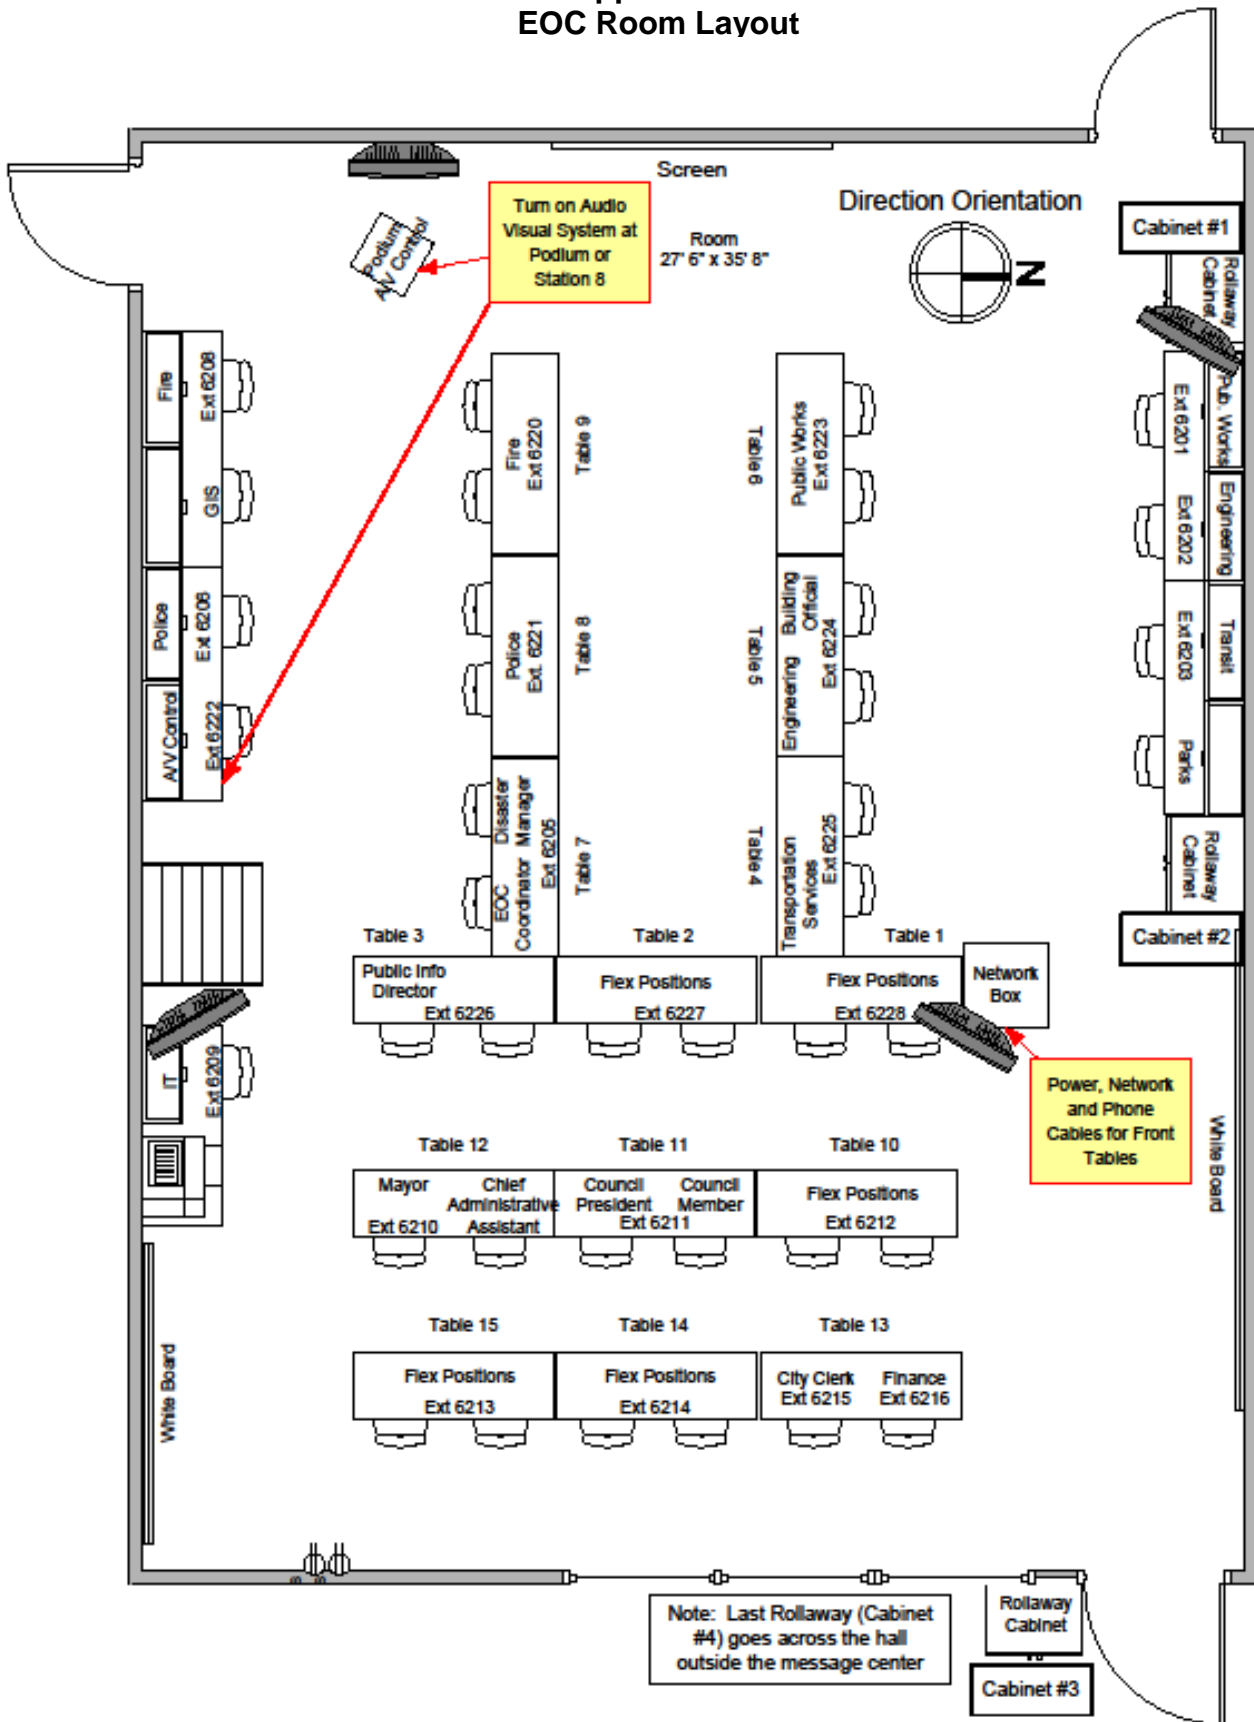 EOC Room Layout
Screen
Direction Orientation
N
Room
27' 6" x 35' 8"
Turn on Audio
Visual System at
Podium or
Station 8
Podium
A/V Control
Cabinet #1
Rollaway
Cabinet
Fire
Ext 6208
GIS
Police
Ext 6206
A/V Control
Ext 6222
Fire
Ext 6220
Table 9
Police
Ext. 6221
Table 8
EOC Disaster
Coordinator Manager
Ext 6205
Table 7
Table 6
Public Works
Ext 6223
Table 5
Engineering Building
Official
Ext 6224
Table 4
Transportation
Services
Ext 6225
Pub. Works
Ext 6201
Engineering
Ext 6202
Transit
Ext 6203
Parks
Rollaway
Cabinet
Cabinet #2
Table 3
Table 2
Table 1
Public Info
Director
Ext 6226
Flex Positions
Ext 6227
Flex Positions
Ext 6228
Network
Box
Power, Network
and Phone
Cables for Front
Tables
IT
Ext 6209
White Board
Table 12
Table 11
Table 10
Mayor
Ext 6210
Chief
Administrative
Assistant
Council
President
Council
Member
Ext 6211
Flex Positions
Ext 6212
Table 15
Table 14
Table 13
Flex Positions
Ext 6213
Flex Positions
Ext 6214
City Clerk
Ext 6215
Finance
Ext 6216
White Board
Note: Last Rollaway (Cabinet
#4) goes across the hall
outside the message center
Rollaway
Cabinet
Cabinet #3